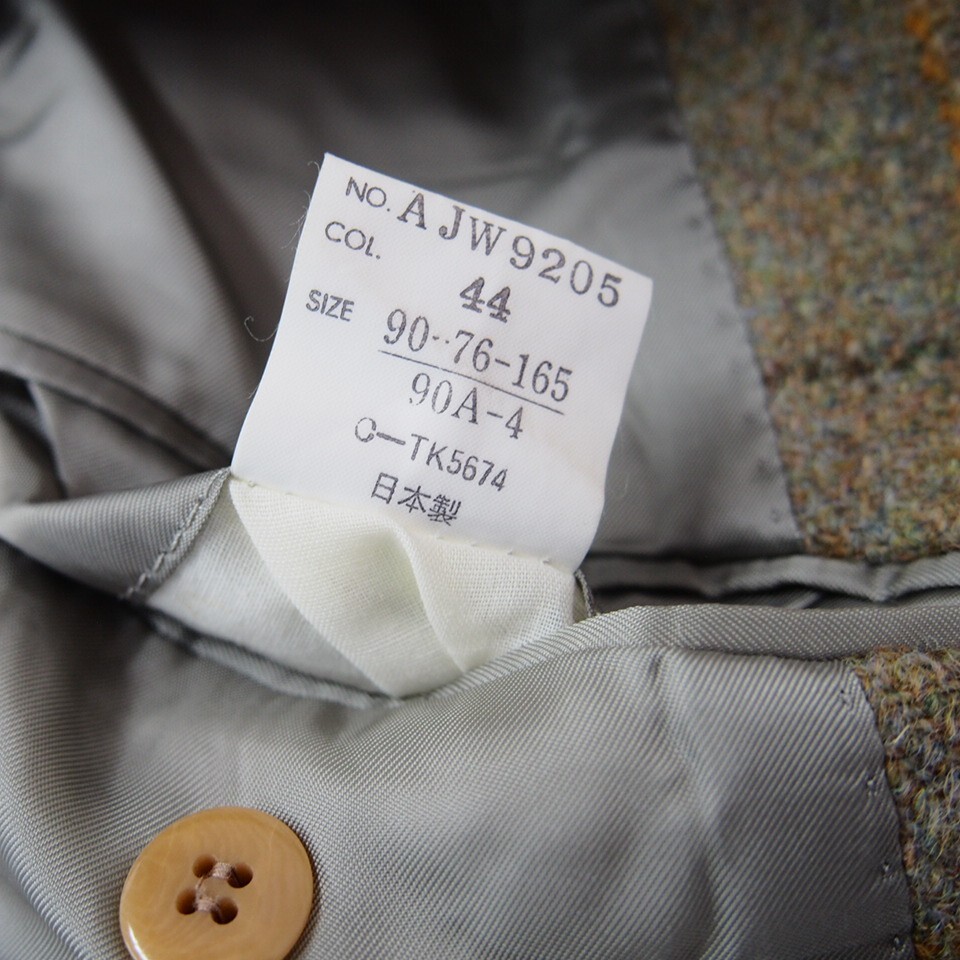 NO. AJW9205
COL. 44
SIZE 90-76-165
90A-4
C-TK5674
日本製